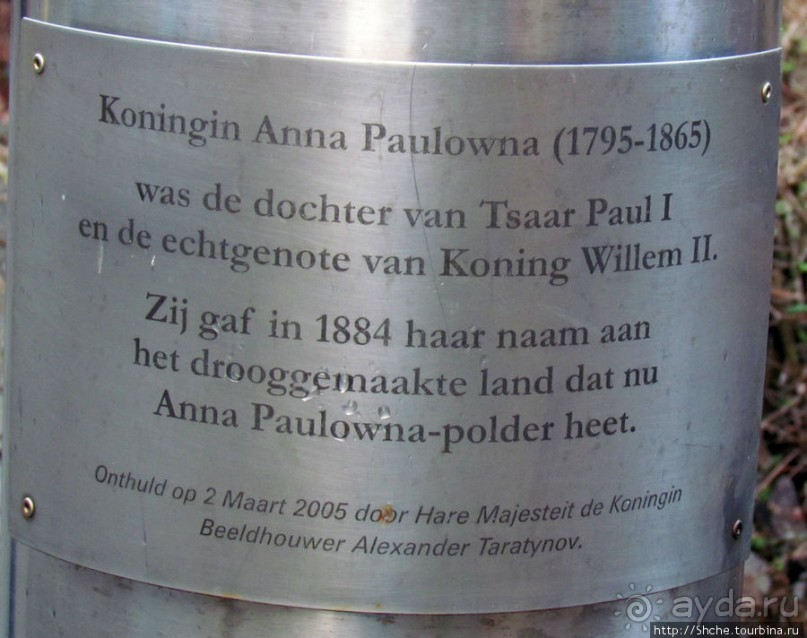 Koningin Anna Paulowna (1795-1865)
was de dochter van Tsaar Paul I
en de echtgenote van Koning Willem II.
Zij gaf in 1884 haar naam aan
het drooggemaakte land dat nu
Anna Paulowna-polder heet.
Onthuld op 2 Maart 2005 door Hare Majesteit de Koningin
Beeldhouwer Alexander Taratynov.
ayda.ru
http://Shche.tourbina.ru